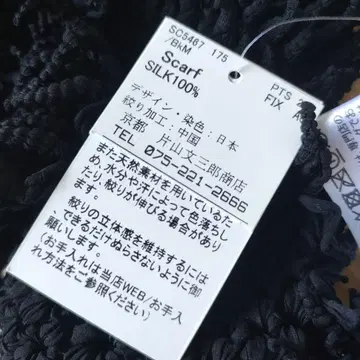 SC5467 175
/BkM
Scarf
SILK100%
PTS
FIX
デザイン・染色:日本
絞り加工:中国
京都 片山文三郎商店
TEL 075-221-2666
また天然素材を用いているた
め、水分や汗によって色落ちし
たり、絞りが伸びる場合があり
ます。
絞りの立体感を維持するには
できるだけぬらさないように御
願いします。
(お手入れは当店WEB/お手入
れ方法をご参照ください)